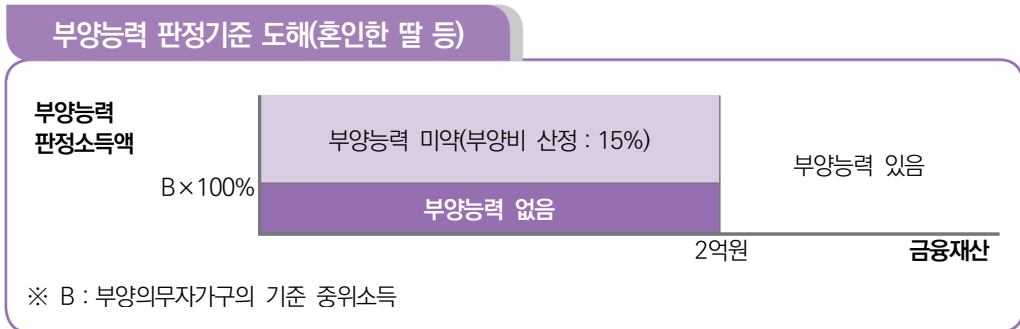 부양능력 판정기준 도해(혼인한 딸 등)
부양능력
판정소득액
부양능력 미약(부양비 산정 : 15%)
부양능력 있음
B×100%
부양능력 없음
2억원
금융재산
※ B : 부양의무자가구의 기준 중위소득